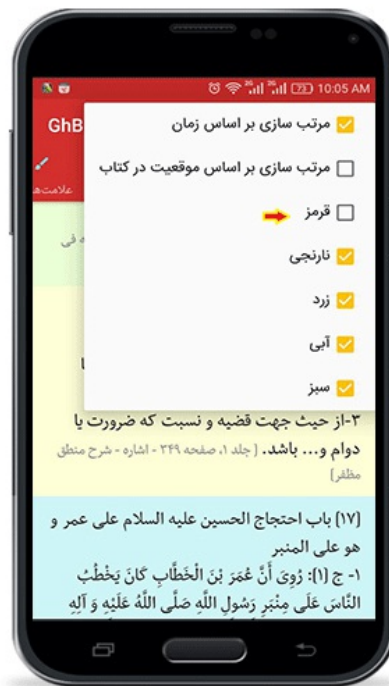 73 10:05 AM
GhB
علامت‌ه
مرتب سازی بر اساس زمان
مرتب سازی بر اساس موقعیت در کتاب
قرمز
نارنجی
زرد
آبی
سبز
ه فی
۳-از حیث جهت قضیه و نسبت که ضرورت یا
دوام و... باشد. [ جلد ۱، صفحه ۳۴۹ - اشاره - شرح منطق
مظفر]
[۱۷] باب احتجاج الحسین علیه السلام علی عمر و
هو علی المنبر
۱- ج [۱]: رُوِیَ أَنَّ عُمَرَ بْنَ الْخَطَّابِ كَانَ يَخْطُبُ
النَّاسَ عَلَى مِنْبَرِ رَسُولِ اللَّهِ صَلَّى اللَّهُ عَلَيْهِ وَ آلِهِ